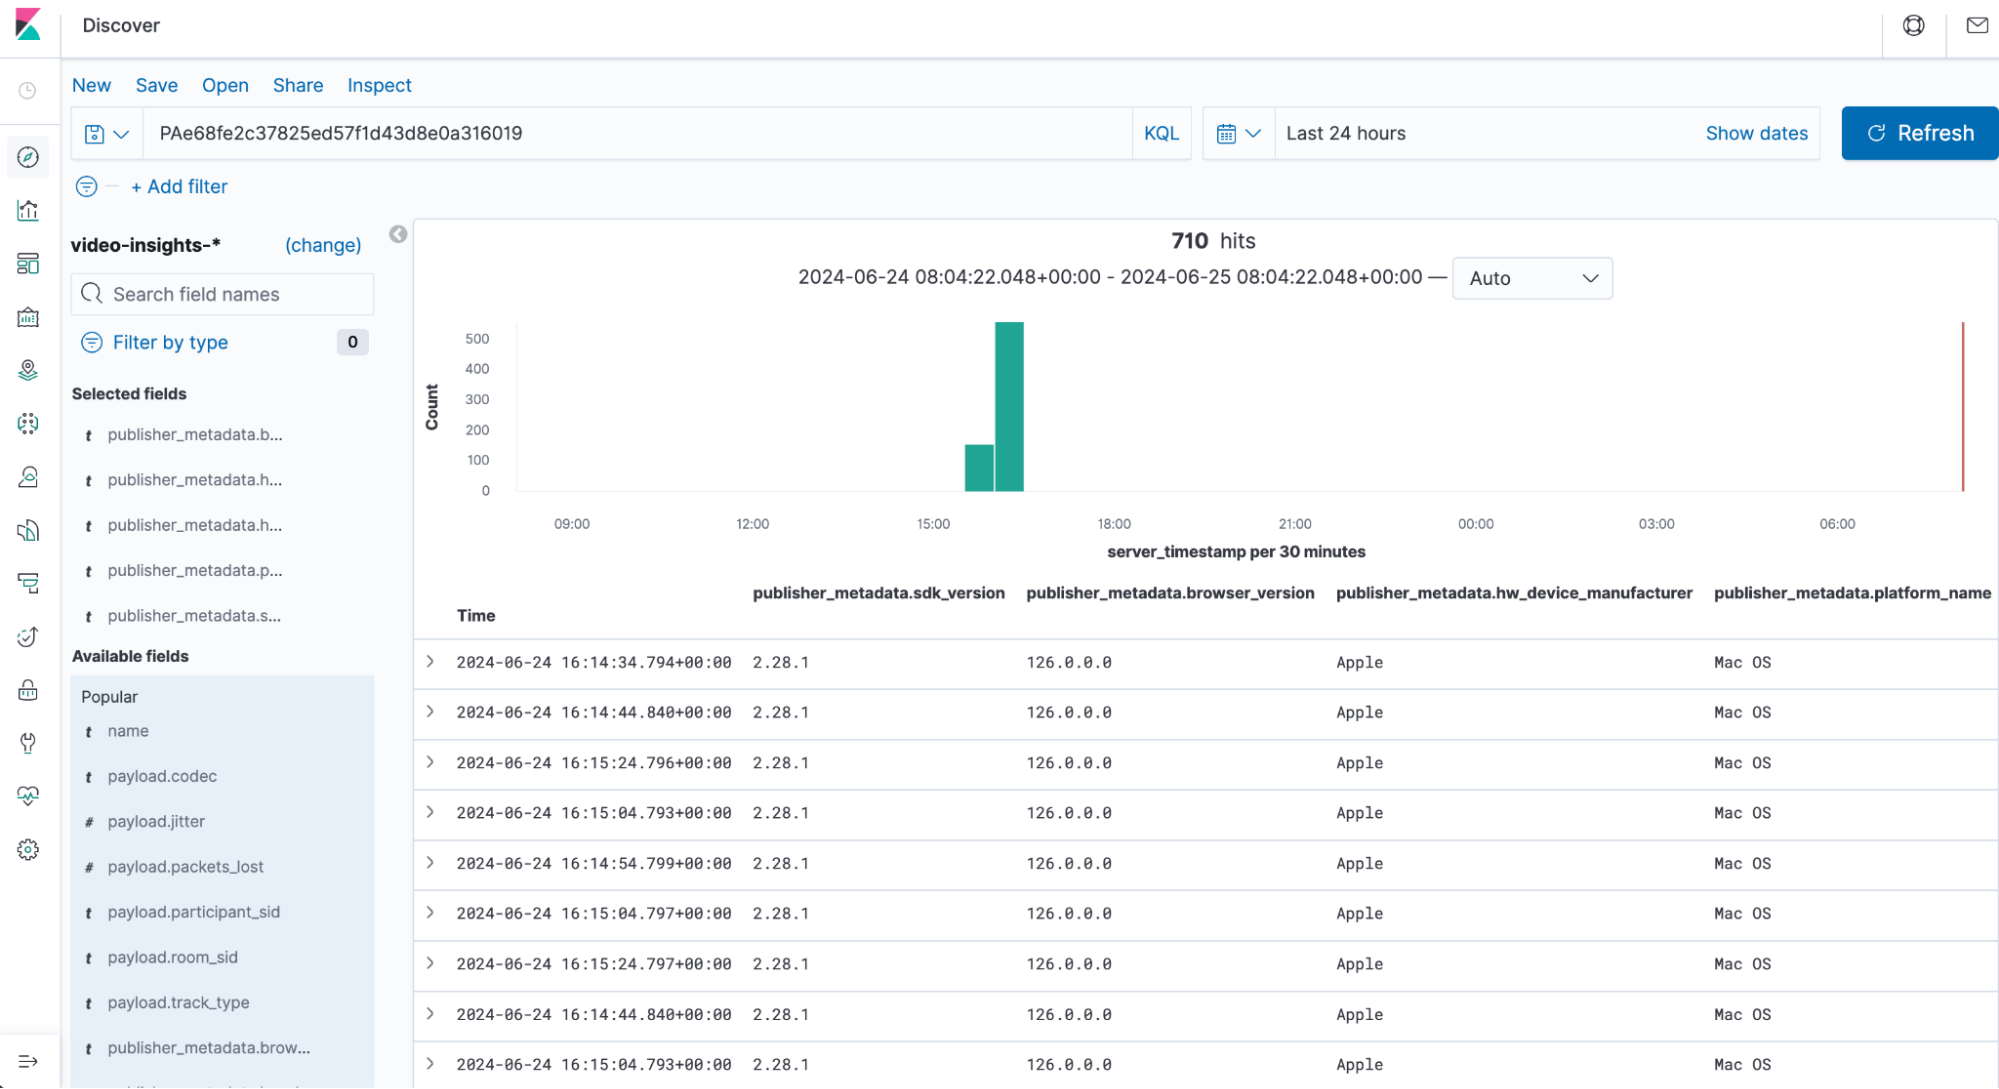 Discover
New Save Open Share Inspect
PAe68fe2c37825ed57f1d43d8e0a316019 KQL Last 24 hours Show dates Refresh
+ Add filter
video-insights-* (change)
Search field names
Filter by type 0
Selected fields
t publisher_metadata.b...
t publisher_metadata.h...
t publisher_metadata.h...
t publisher_metadata.p...
t publisher_metadata.s...
Available fields
Popular
t name
t payload.codec
# payload.jitter
# payload.packets_lost
t payload.participant_sid
t payload.room_sid
t payload.track_type
t publisher_metadata.brow...
710 hits
2024-06-24 08:04:22.048+00:00 - 2024-06-25 08:04:22.048+00:00 — Auto
Count
500
400
300
200
100
0
09:00 12:00 15:00 18:00 21:00 00:00 03:00 06:00
server_timestamp per 30 minutes
Time publisher_metadata.sdk_version publisher_metadata.browser_version publisher_metadata.hw_device_manufacturer publisher_metadata.platform_name
2024-06-24 16:14:34.794+00:00 2.28.1 126.0.0.0 Apple Mac OS
2024-06-24 16:14:44.840+00:00 2.28.1 126.0.0.0 Apple Mac OS
2024-06-24 16:15:24.796+00:00 2.28.1 126.0.0.0 Apple Mac OS
2024-06-24 16:15:04.793+00:00 2.28.1 126.0.0.0 Apple Mac OS
2024-06-24 16:14:54.799+00:00 2.28.1 126.0.0.0 Apple Mac OS
2024-06-24 16:15:04.797+00:00 2.28.1 126.0.0.0 Apple Mac OS
2024-06-24 16:15:24.797+00:00 2.28.1 126.0.0.0 Apple Mac OS
2024-06-24 16:14:44.840+00:00 2.28.1 126.0.0.0 Apple Mac OS
2024-06-24 16:15:04.793+00:00 2.28.1 126.0.0.0 Apple Mac OS